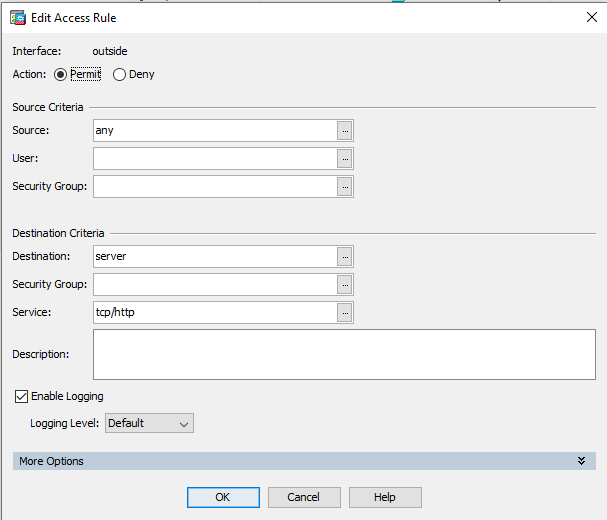 Edit Access Rule
Interface: outside
Action: Permit Deny
Source Criteria
Source: any ...
User: ...
Security Group: ...
Destination Criteria
Destination: server ...
Security Group: ...
Service: tcp/http ...
Description:
Enable Logging
Logging Level: Default
More Options
OK Cancel Help